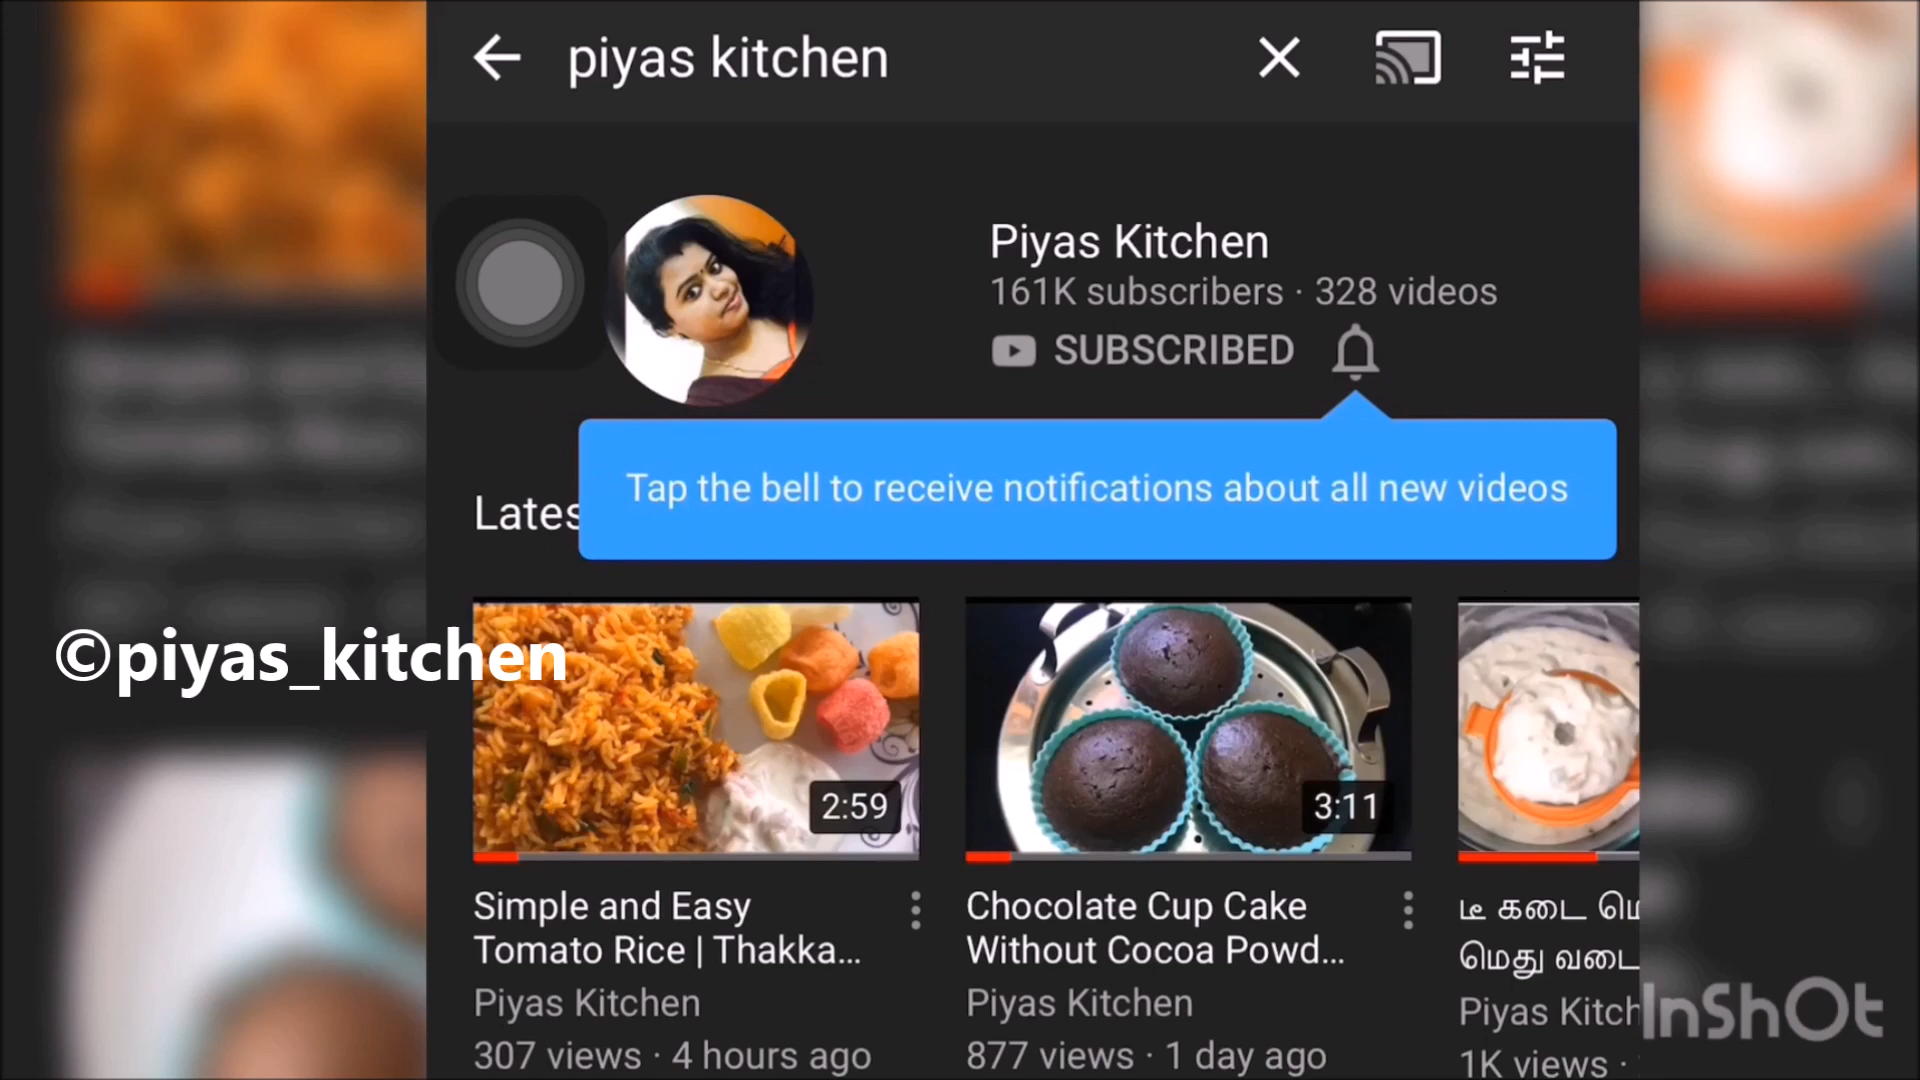 piyas kitchen
Piyas Kitchen
161K subscribers · 328 videos
SUBSCRIBED
Tap the bell to receive notifications about all new videos
Lates
©piyas_kitchen
2:59
3:11
Simple and Easy
Tomato Rice | Thakka...
Piyas Kitchen
307 views · 4 hours ago
Chocolate Cup Cake
Without Cocoa Powd...
Piyas Kitchen
877 views · 1 day ago
டீ கடை மெ
மெது வடை
Piyas Kitch
1K views ·
InShOt